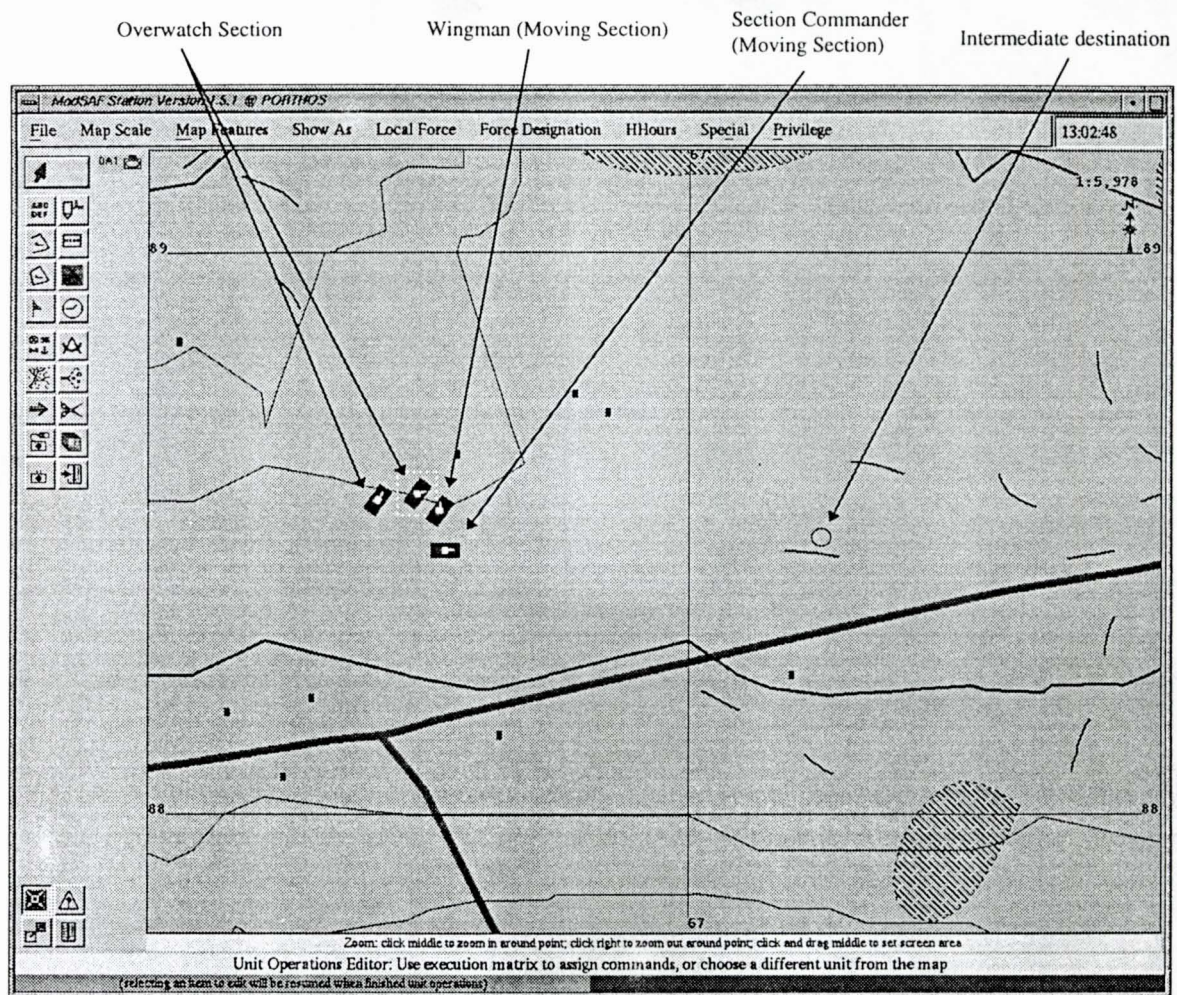 Overwatch Section
Wingman (Moving Section)
Section Commander
(Moving Section)
Intermediate destination
ModSAF Station Version 1.5.1 @ PORTHOS
File Map Scale Map Features Show As Local Force Force Designation HHours Special Privilege 13:02:48
0A1
67
1:5,978
N
ABC
DEF
89 89
88 88
67
Zoom: click middle to zoom in around point; click right to zoom out around point; click and drag middle to set screen area
Unit Operations Editor: Use execution matrix to assign commands, or choose a different unit from the map
(selecting an item to edit will be resumed when finished unit operations)